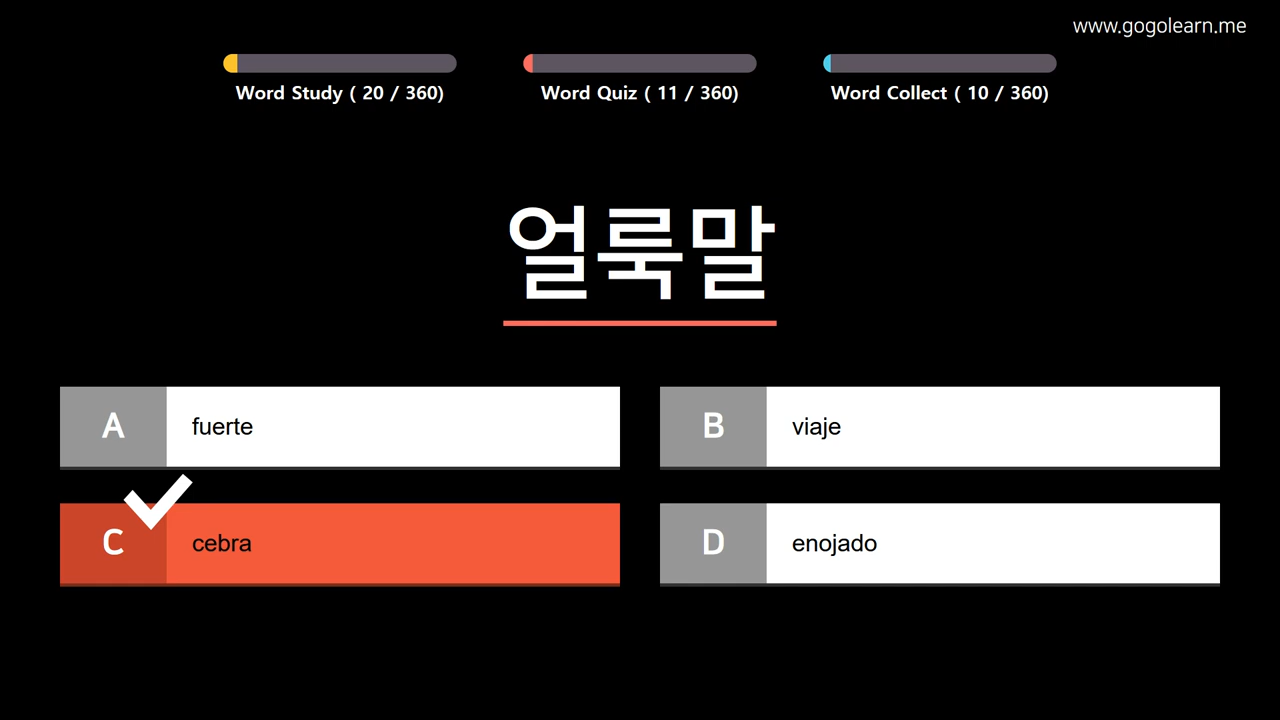 www.gogolearn.me
Word Study ( 20 / 360)
Word Quiz ( 11 / 360)
Word Collect ( 10 / 360)
얼룩말
A fuerte
B viaje
C cebra
D enojado